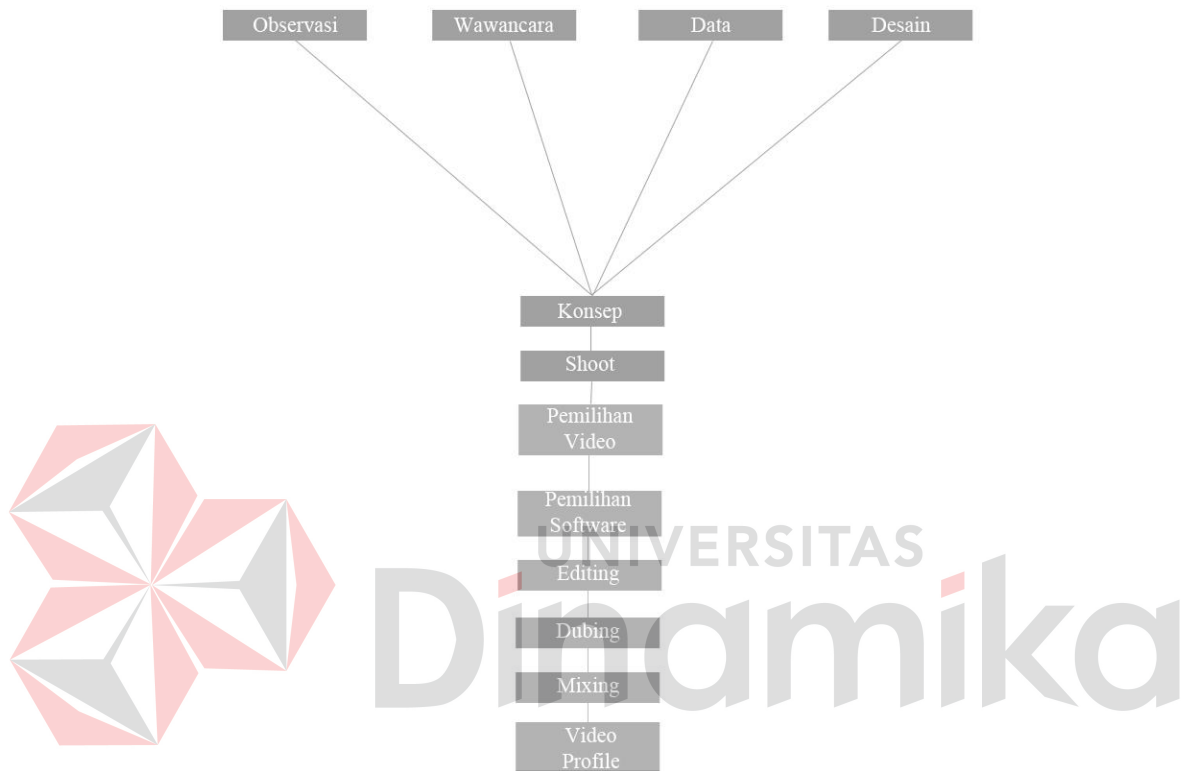 Observasi
Wawancara
Data
Desain
Konsep
Shoot
Pemilihan
Video
Pemilihan
Software
UNIVERSITAS
Dinamika
Editing
Dubing
Mixing
Video
Profile